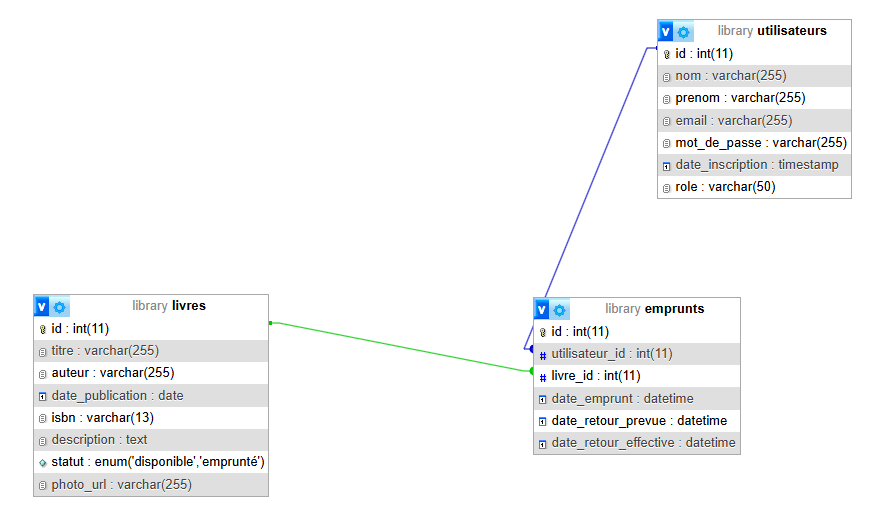 v library utilisateurs
id : int(11)
nom : varchar(255)
prenom : varchar(255)
email : varchar(255)
mot_de_passe : varchar(255)
date_inscription : timestamp
role : varchar(50)
v library livres
id : int(11)
titre : varchar(255)
auteur : varchar(255)
date_publication : date
isbn : varchar(13)
description : text
statut : enum('disponible','emprunté')
photo_url : varchar(255)
v library emprunts
id : int(11)
# utilisateur_id : int(11)
# livre_id : int(11)
date_emprunt : datetime
date_retour_prevue : datetime
date_retour_effective : datetime